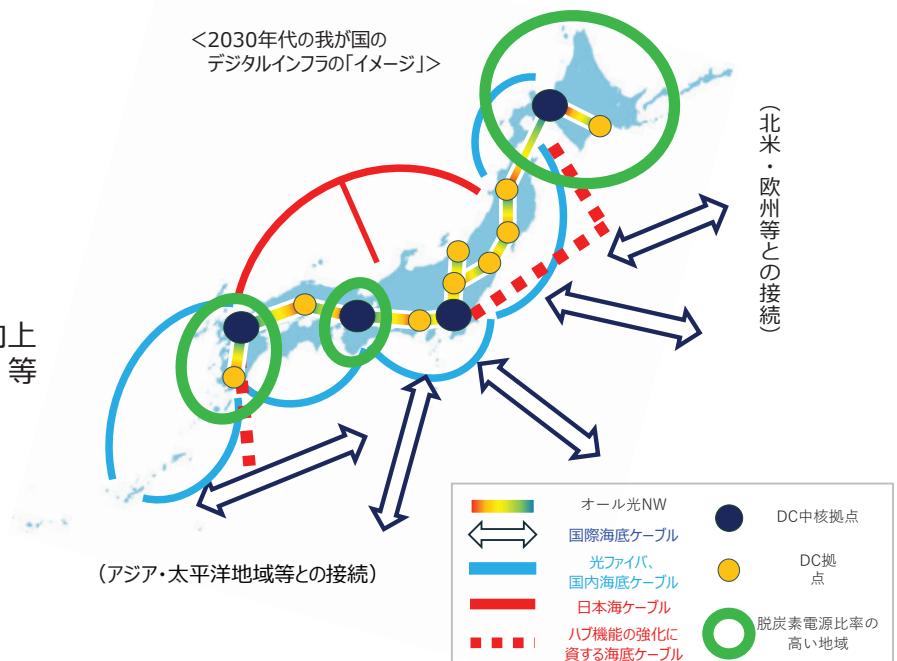 <2030年代の我が国の
デジタルインフラの「イメージ」>
（北米・欧州等との接続）
向上
等
（アジア・太平洋地域等との接続）
オール光NW
国際海底ケーブル
光ファイバ、
国内海底ケーブル
日本海ケーブル
ハブ機能の強化に
資する海底ケーブル
DC中核拠点
DC拠
点
脱炭素電源比率の
高い地域